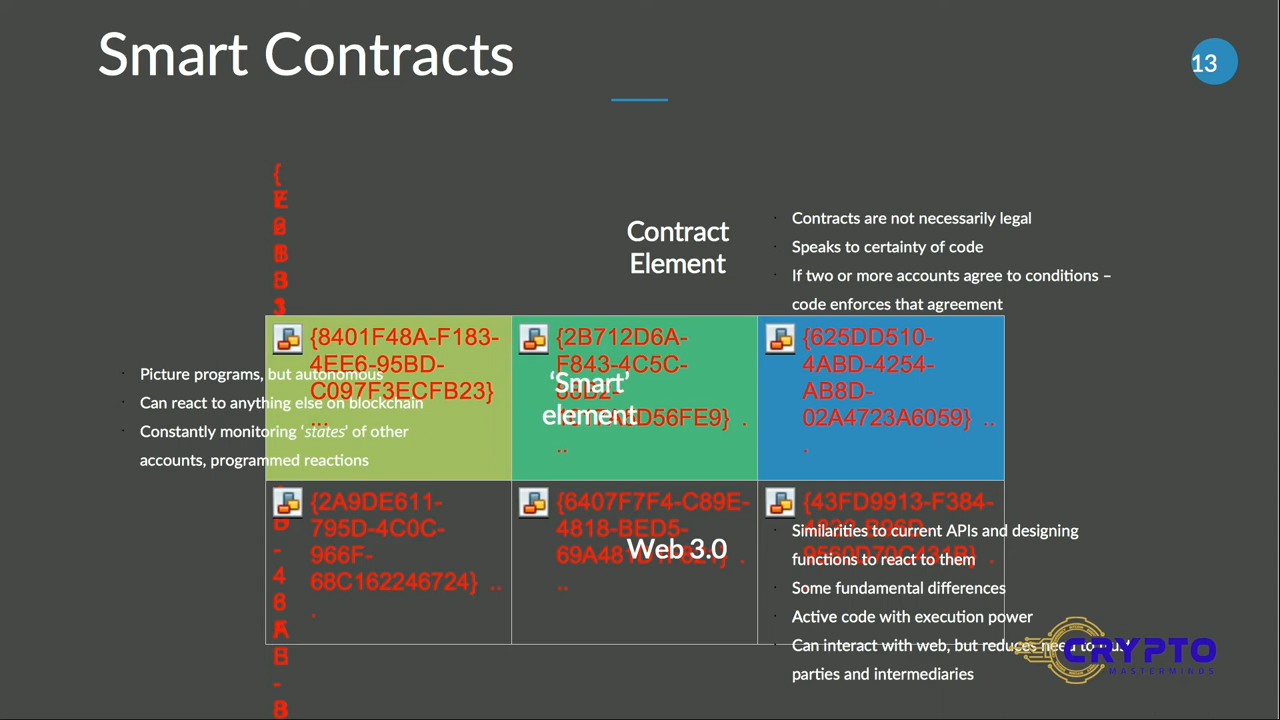 Smart Contracts
13
Contract
Element
Contracts are not necessarily legal
Speaks to certainty of code
If two or more accounts agree to conditions –
code enforces that agreement
{8401F48A-F183-
4EE6-95BD-
C097F3ECFB23}
...
{2B712D6A-
F843-4C5C-
D56FE9} .
..
{625DD510-
4ABD-4254-
AB8D-
02A4723A6059} ..
.
Picture programs, but autonomous
Can react to anything else on blockchain
Constantly monitoring ‘states’ of other
accounts, programmed reactions
‘Smart’
element
{2A9DE611-
795D-4C0C-
966F-
68C162246724} ..
.
{6407F7F4-C89E-
4818-BED5-
..
{43FD9913-F384-
Web 3.0
Similarities to current APIs and designing
functions to react to them
Some fundamental differences
Active code with execution power
Can interact with web, but reduces need to
parties and intermediaries
CRYPTO
MASTERMINDS